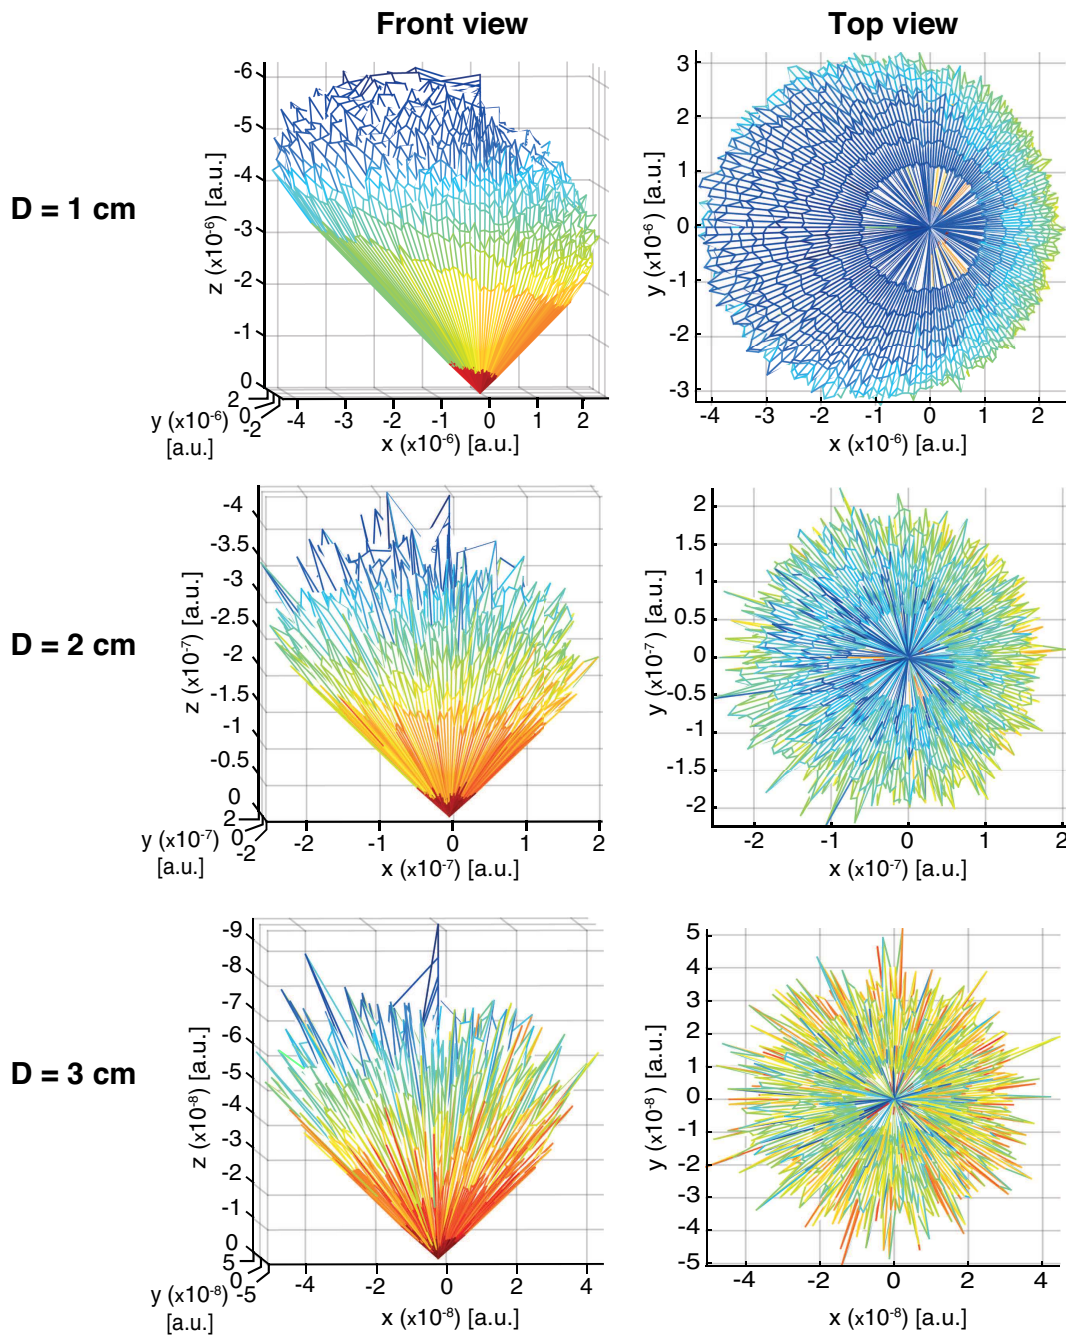 Front view
Top view
D = 1 cm
-6
-5
-4
-3
-2
-1
0
z (x10⁻⁶) [a.u.]
2
0
-2
y (x10⁻⁶)
[a.u.]
-4 -3 -2 -1 0 1 2
x (x10⁻⁶) [a.u.]
3
2
1
0
-1
-2
-3
y (x10⁻⁶) [a.u.]
-4 -3 -2 -1 0 1 2
x (x10⁻⁶) [a.u.]
D = 2 cm
-4
-3.5
-3
-2.5
-2
-1.5
-1
-0.5
0
z (x10⁻⁷) [a.u.]
2
0
-2
y (x10⁻⁷)
[a.u.]
-2 -1 0 1 2
x (x10⁻⁷) [a.u.]
2
1.5
1
0.5
0
-0.5
-1
-1.5
-2
y (x10⁻⁷) [a.u.]
-2 -1 0 1 2
x (x10⁻⁷) [a.u.]
D = 3 cm
-9
-8
-7
-6
-5
-4
-3
-2
-1
0
z (x10⁻⁸) [a.u.]
5
0
-5
y (x10⁻⁸)
[a.u.]
-4 -2 0 2 4
x (x10⁻⁸) [a.u.]
5
4
3
2
1
0
-1
-2
-3
-4
-5
y (x10⁻⁸) [a.u.]
-4 -2 0 2 4
x (x10⁻⁸) [a.u.]